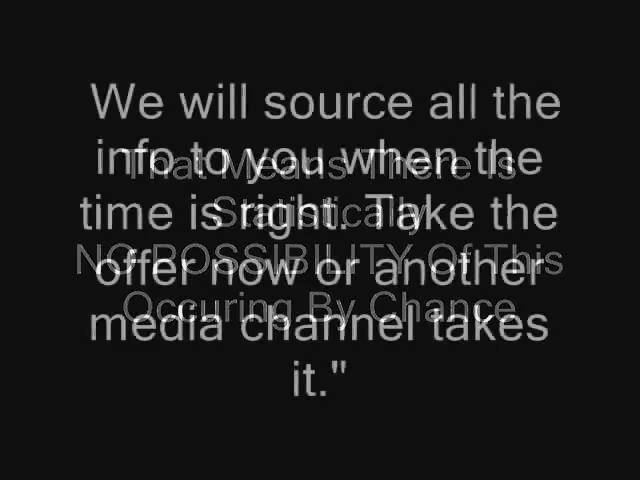 We will source all the
info to you when the
time is right. Take the
offer now or another
media channel takes
it."
That Means There Is
Statistically
NO POSSIBILITY Of This
Occuring By Chance